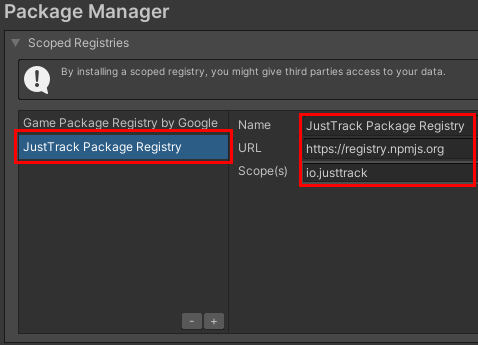 Package Manager
Scoped Registries
By installing a scoped registry, you might give third parties access to your data.
Game Package Registry by Google
JustTrack Package Registry
Name JustTrack Package Registry
URL https://registry.npmjs.org
Scope(s) io.justtrack
- +